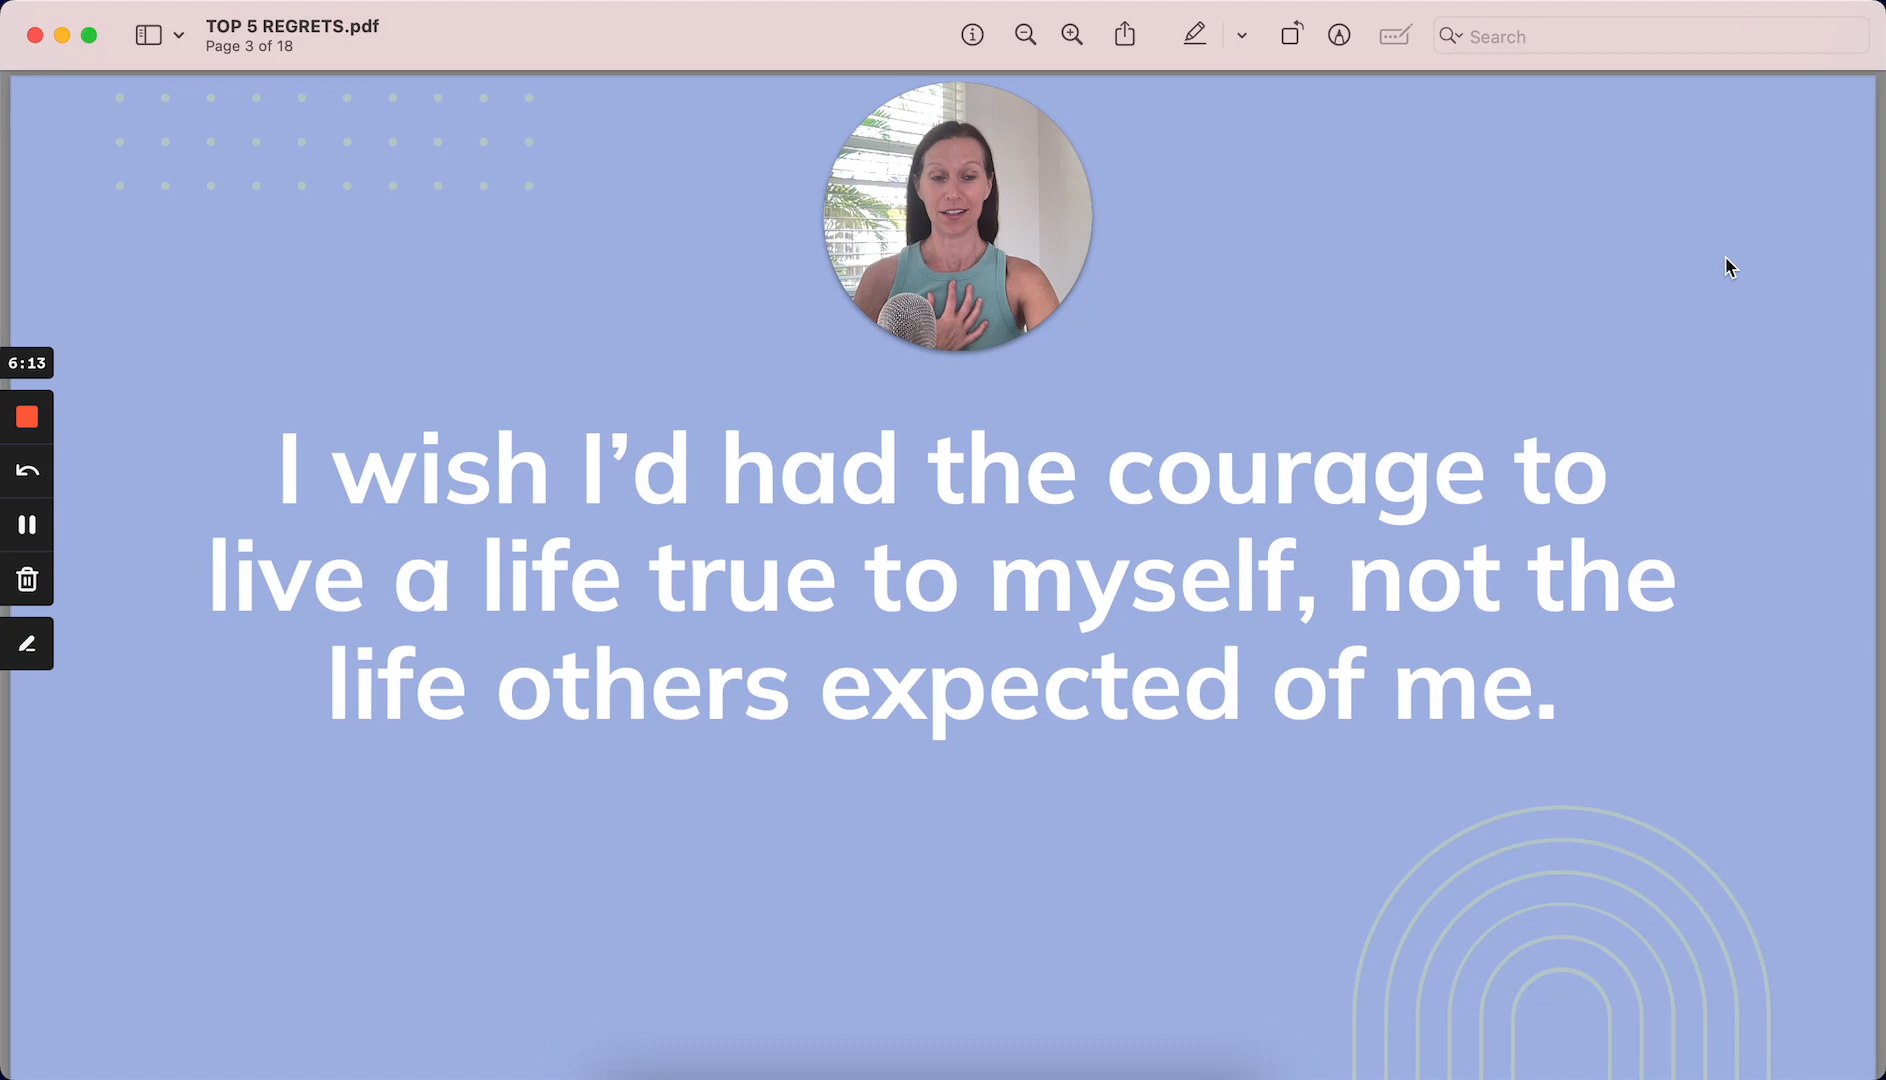 TOP 5 REGRETS.pdf
Page 3 of 18
Search
6:13
I wish I’d had the courage to
live a life true to myself, not the
life others expected of me.